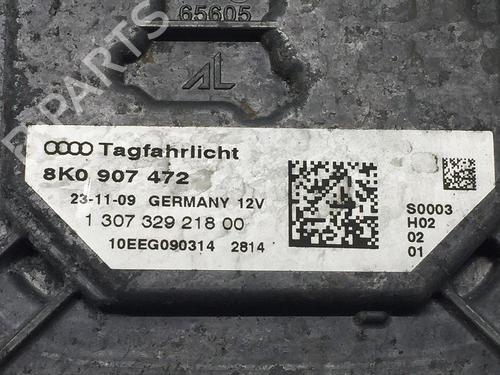 65605
AL
Tagfahrlicht
8K0 907 472
23-11-09 GERMANY 12V
1 307 329 218 00
10EEG090314 2814
S0003
H02
02
01